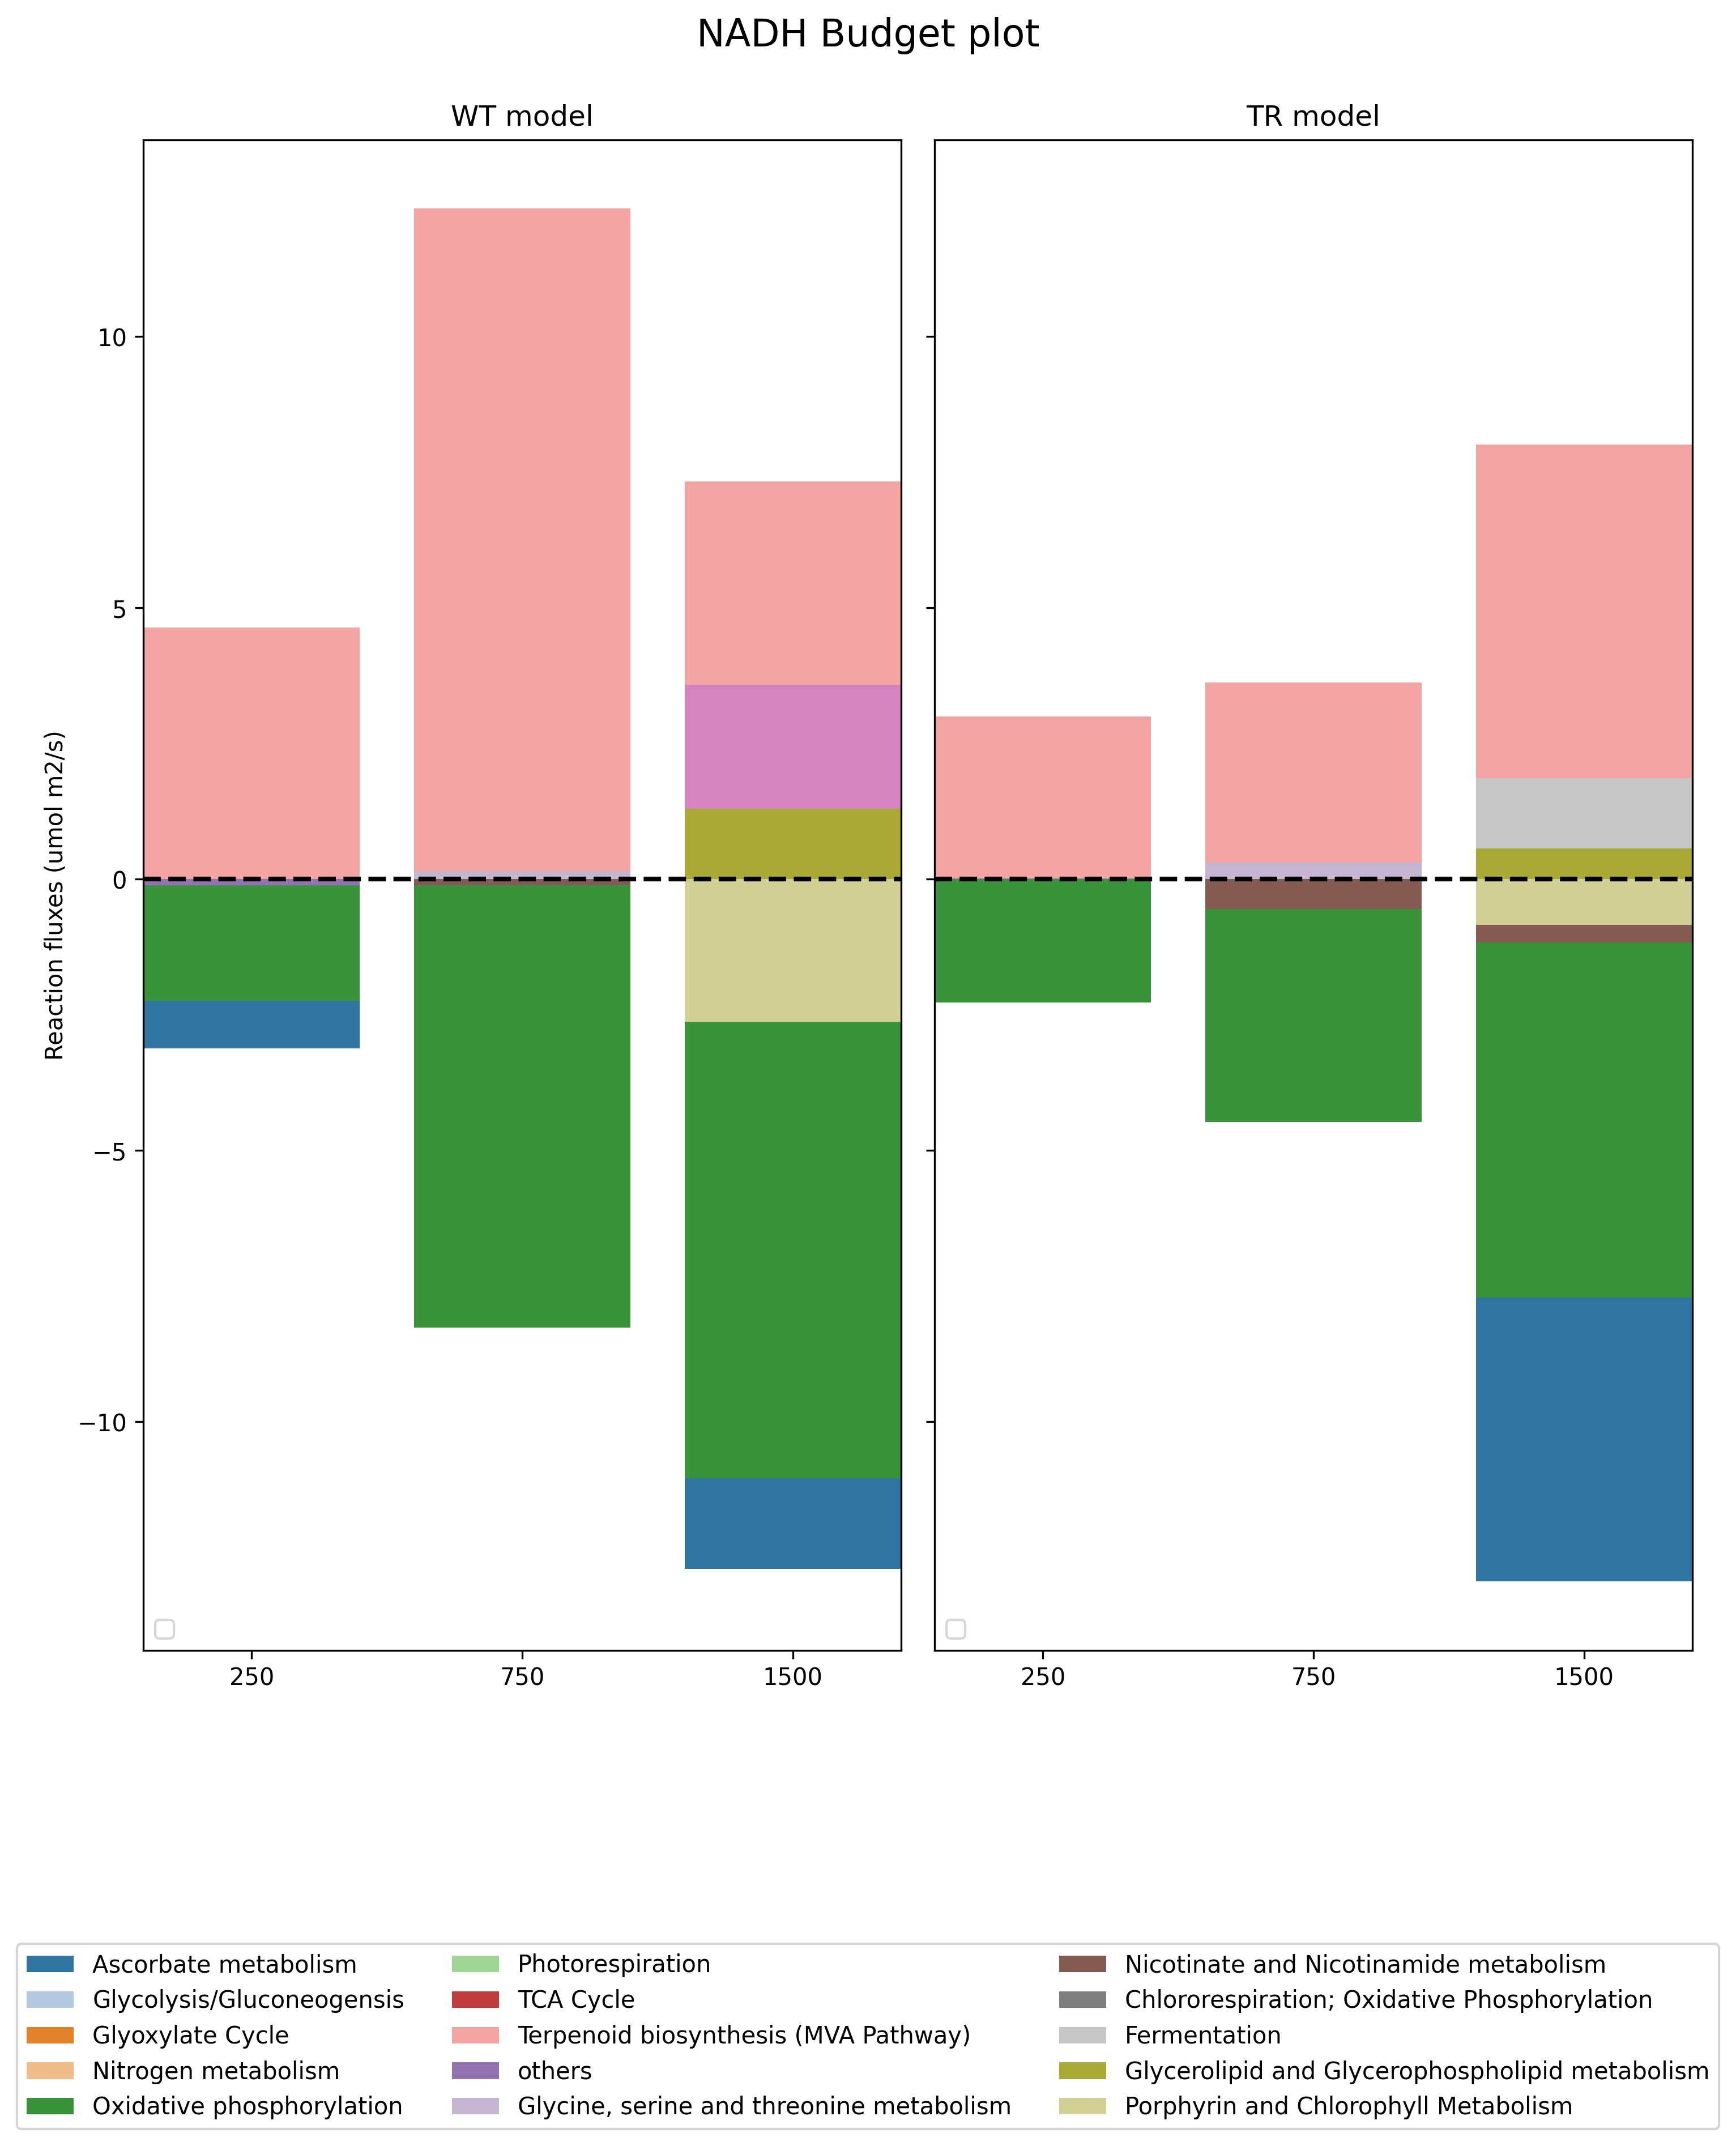 NADH Budget plot
WT model
TR model
Reaction fluxes (umol m2/s)
10
5
0
−5
−10
250 750 1500
250 750 1500
Ascorbate metabolism
Glycolysis/Gluconeogensis
Glyoxylate Cycle
Nitrogen metabolism
Oxidative phosphorylation
Photorespiration
TCA Cycle
Terpenoid biosynthesis (MVA Pathway)
others
Glycine, serine and threonine metabolism
Nicotinate and Nicotinamide metabolism
Chlororespiration; Oxidative Phosphorylation
Fermentation
Glycerolipid and Glycerophospholipid metabolism
Porphyrin and Chlorophyll Metabolism